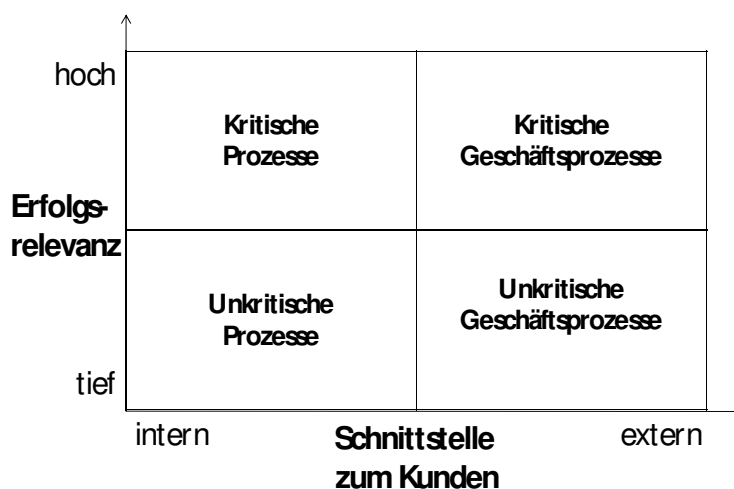 hoch
Kritische
Prozesse
Kritische
Geschäftsprozesse
Erfolgs-
relevanz
Unkritische
Prozesse
Unkritische
Geschäftsprozesse
tief
intern
Schnittstelle
zum Kunden
extern